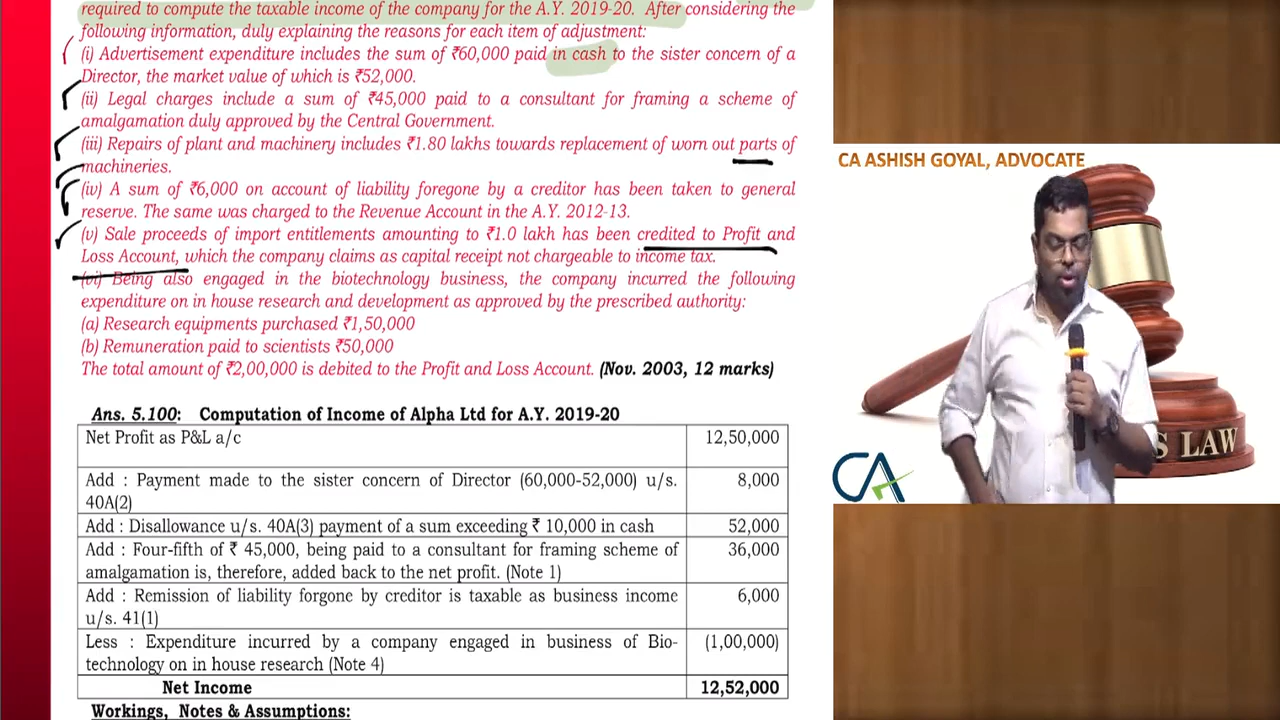 required to compute the taxable income of the company for the A.Y. 2019-20. After considering the
following information, duly explaining the reasons for each item of adjustment:
(i) Advertisement expenditure includes the sum of ₹60,000 paid in cash to the sister concern of a
Director, the market value of which is ₹52,000.
(ii) Legal charges include a sum of ₹45,000 paid to a consultant for framing a scheme of
amalgamation duly approved by the Central Government.
(iii) Repairs of plant and machinery includes ₹1.80 lakhs towards replacement of worn out parts of
machineries.
(iv) A sum of ₹6,000 on account of liability foregone by a creditor has been taken to general
reserve. The same was charged to the Revenue Account in the A.Y. 2012-13.
(v) Sale proceeds of import entitlements amounting to ₹1.0 lakh has been credited to Profit and
Loss Account, which the company claims as capital receipt not chargeable to income tax.
(vi) Being also engaged in the biotechnology business, the company incurred the following
expenditure on in house research and development as approved by the prescribed authority:
(a) Research equipments purchased ₹1,50,000
(b) Remuneration paid to scientists ₹50,000
The total amount of ₹2,00,000 is debited to the Profit and Loss Account. (Nov. 2003, 12 marks)
Ans. 5.100: Computation of Income of Alpha Ltd for A.Y. 2019-20
Net Profit as P&L a/c 12,50,000
Add : Payment made to the sister concern of Director (60,000-52,000) u/s. 8,000
40A(2)
Add : Disallowance u/s. 40A(3) payment of a sum exceeding ₹ 10,000 in cash 52,000
Add : Four-fifth of ₹ 45,000, being paid to a consultant for framing scheme of 36,000
amalgamation is, therefore, added back to the net profit. (Note 1)
Add : Remission of liability forgone by creditor is taxable as business income 6,000
u/s. 41(1)
Less : Expenditure incurred by a company engaged in business of Bio- (1,00,000)
technology on in house research (Note 4)
Net Income 12,52,000
Workings, Notes & Assumptions:
CA ASHISH GOYAL, ADVOCATE
S LAW
CA